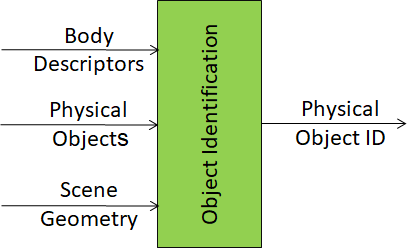 Body
Descriptors
Physical
Objects
Scene
Geometry
Object Identification
Physical
Object ID